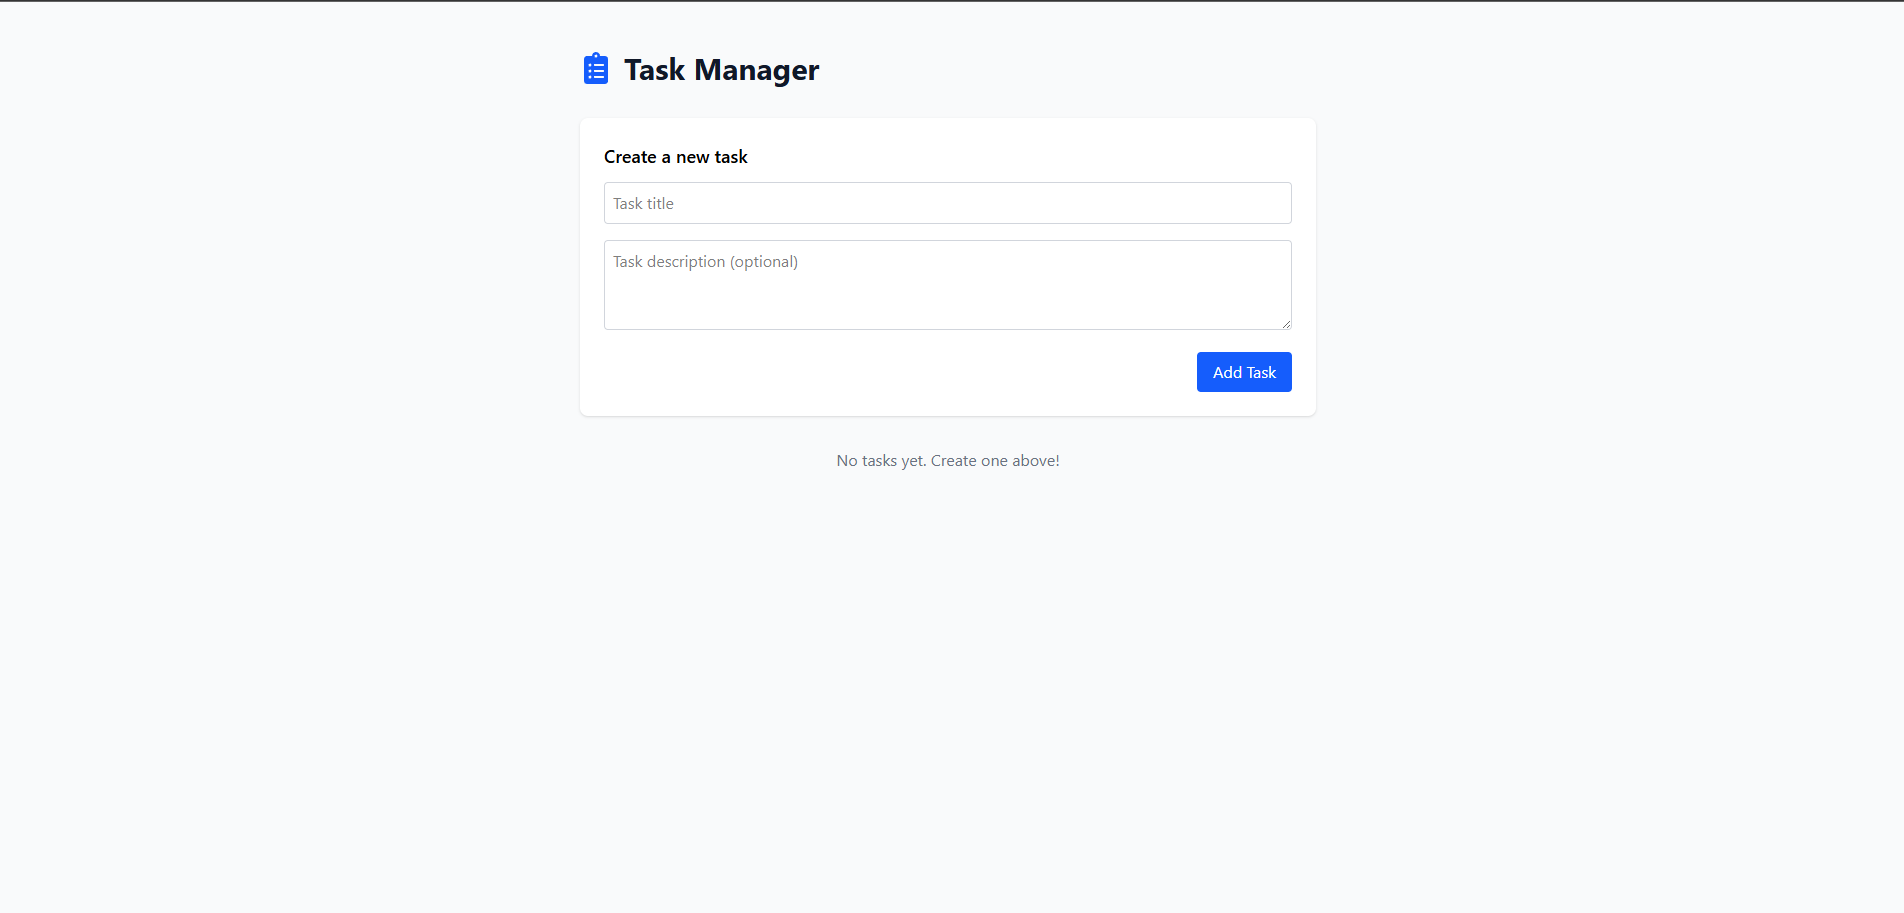 Task Manager
Create a new task
Task title
Task description (optional)
Add Task
No tasks yet. Create one above!